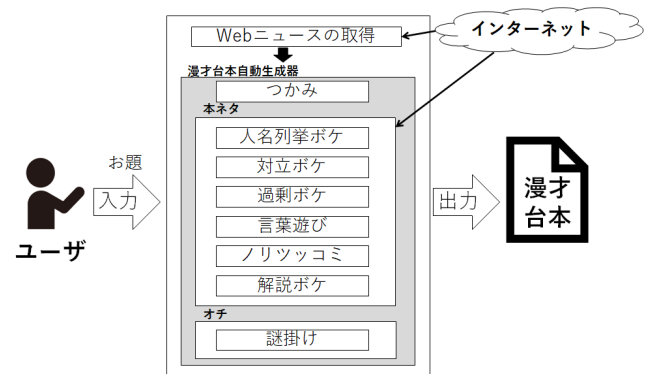 Webニュースの取得
インターネット
漫才台本自動生成器
つかみ
本ネタ
人名列挙ボケ
対立ボケ
過剰ボケ
言葉遊び
ノリツッコミ
解説ボケ
オチ
謎掛け
お題
入力
ユーザ
出力
漫才
台本